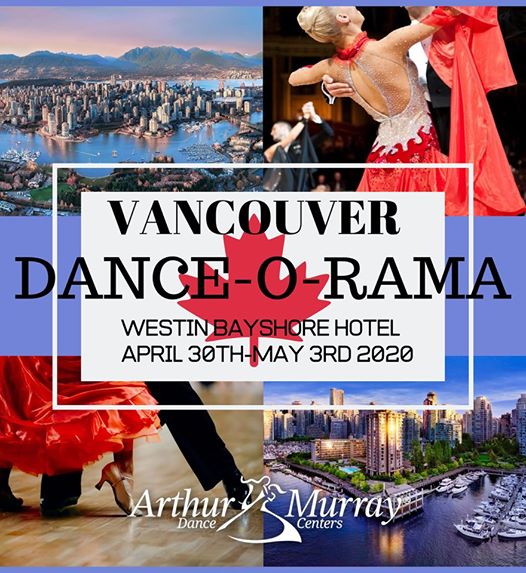 VANCOUVER
DANCE-O-RAMA
WESTIN BAYSHORE HOTEL
APRIL 30TH-MAY 3RD 2020
Arthur Murray®
Dance Centers